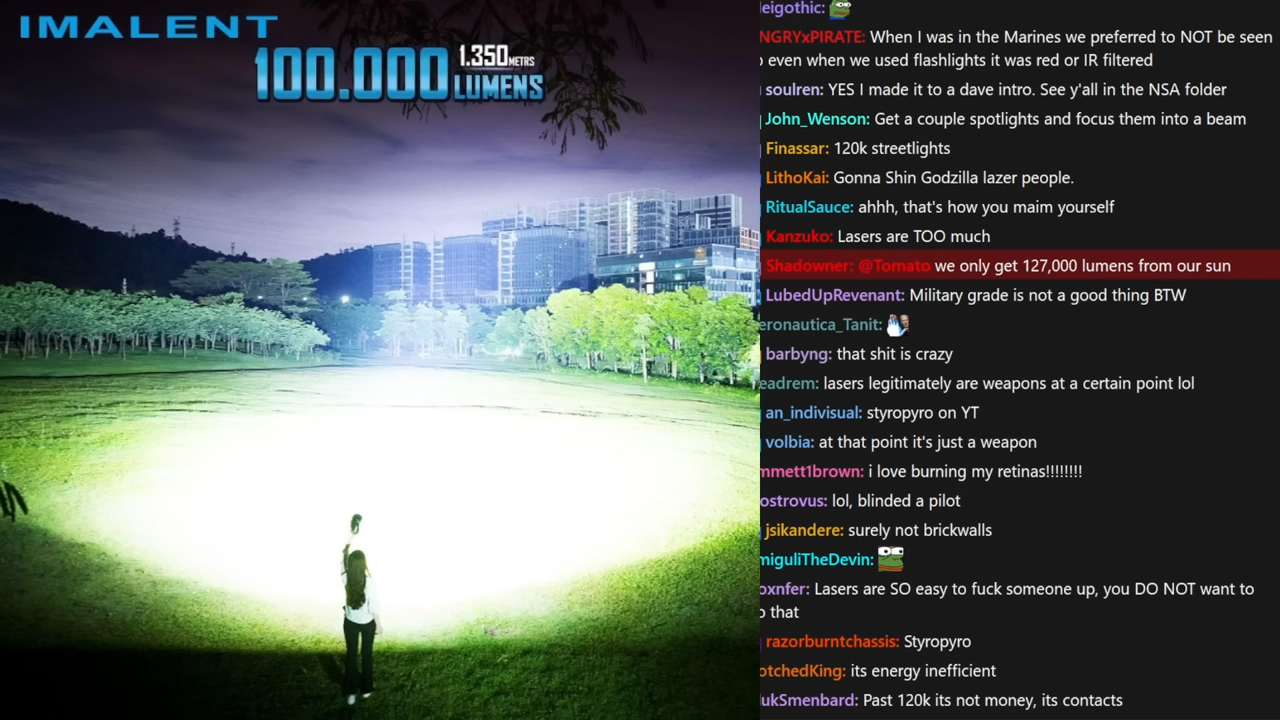 IMALENT
100.000 1.350METRS
LUMENS
eigothic:
NGRYxPIRATE: When I was in the Marines we preferred to NOT be seen
even when we used flashlights it was red or IR filtered
soulren: YES I made it to a dave intro. See y'all in the NSA folder
John_Wenson: Get a couple spotlights and focus them into a beam
Finassar: 120k streetlights
LithoKai: Gonna Shin Godzilla lazer people.
RitualSauce: ahhh, that's how you maim yourself
Kanzuko: Lasers are TOO much
Shadowner: @Tomato we only get 127,000 lumens from our sun
LubedUpRevenant: Military grade is not a good thing BTW
eronautica_Tanit:
barbyng: that shit is crazy
eadrem: lasers legitimately are weapons at a certain point lol
an_indivisual: styropyro on YT
volbia: at that point it's just a weapon
mmett1brown: i love burning my retinas!!!!!!!!
ostrovus: lol, blinded a pilot
jsikandere: surely not brickwalls
miguliTheDevin:
oxnfer: Lasers are SO easy to fuck someone up, you DO NOT want to
that
razorburntchassis: Styropyro
otchedKing: its energy inefficient
ukSmenbard: Past 120k its not money, its contacts